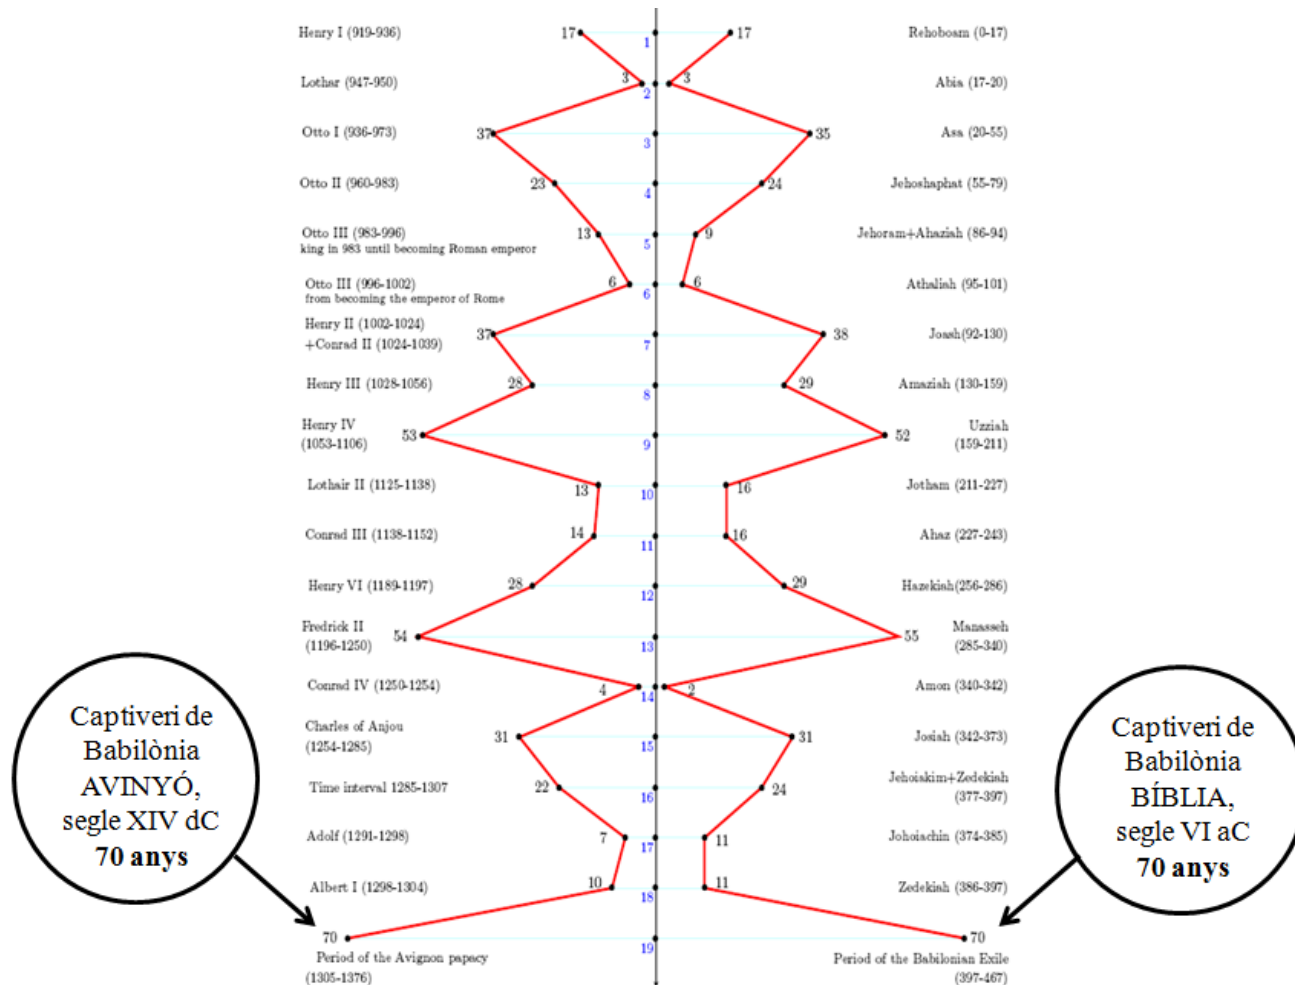 Henry I (919-936)
17
1
17
Rehoboam (0-17)
Lothar (947-950)
3
2
3
Abia (17-20)
Otto I (936-973)
37
3
35
Asa (20-55)
Otto II (960-983)
23
4
24
Jehoshaphat (55-79)
Otto III (983-996)
king in 983 until becoming Roman emperor
13
5
9
Jehoram+Ahaziah (86-94)
Otto III (996-1002)
from becoming the emperor of Rome
6
6
6
Athaliah (95-101)
Henry II (1002-1024)
+Conrad II (1024-1039)
37
7
38
Joash(92-130)
Henry III (1028-1056)
28
8
29
Amaziah (130-159)
Henry IV
(1053-1106)
53
9
52
Uzziah
(159-211)
Lothair II (1125-1138)
13
10
16
Jotham (211-227)
Conrad III (1138-1152)
14
11
16
Ahaz (227-243)
Henry VI (1189-1197)
28
12
29
Hazekiah(256-286)
Fredrick II
(1196-1250)
54
13
55
Manasseh
(285-340)
Conrad IV (1250-1254)
4
14
2
Amon (340-342)
Charles of Anjou
(1254-1285)
31
15
31
Josiah (342-373)
Time interval 1285-1307
22
16
24
Jehoiakim+Zedekiah
(377-397)
Adolf (1291-1298)
7
17
11
Johoiachin (374-385)
Albert I (1298-1304)
10
18
11
Zedekiah (386-397)
70
19
70
Period of the Avignon papacy
(1305-1376)
Period of the Babilonian Exile
(397-467)
Captiveri de
Babilònia
AVINYÓ,
segle XIV dC
70 anys
Captiveri de
Babilònia
BÍBLIA,
segle VI aC
70 anys